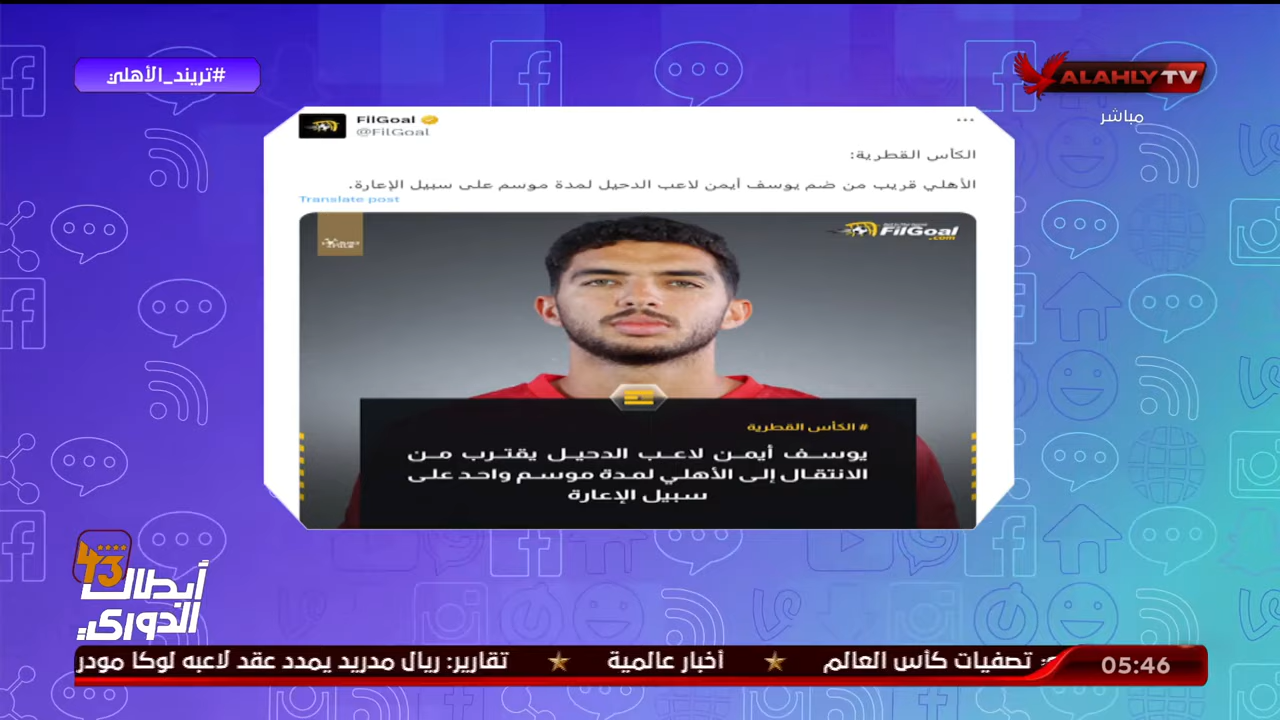 #تريند_الأهلي
ALAHLY TV
مباشر
FilGoal
@FilGoal
الكأس القطرية:
الأهلي قريب من ضم يوسف أيمن لاعب الدحيل لمدة موسم على سبيل الإعارة.
Translate post
FilGoal
.com
# الكأس القطرية
يوسف أيمن لاعب الدحيل يقترب من
الانتقال إلى الأهلي لمدة موسم واحد على
سبيل الإعارة
43
أبطال
الدوري
تصفيات كأس العالم ★ أخبار عالمية ★ تقارير: ريال مدريد يمدد عقد لاعبه لوكا مودر
05:46